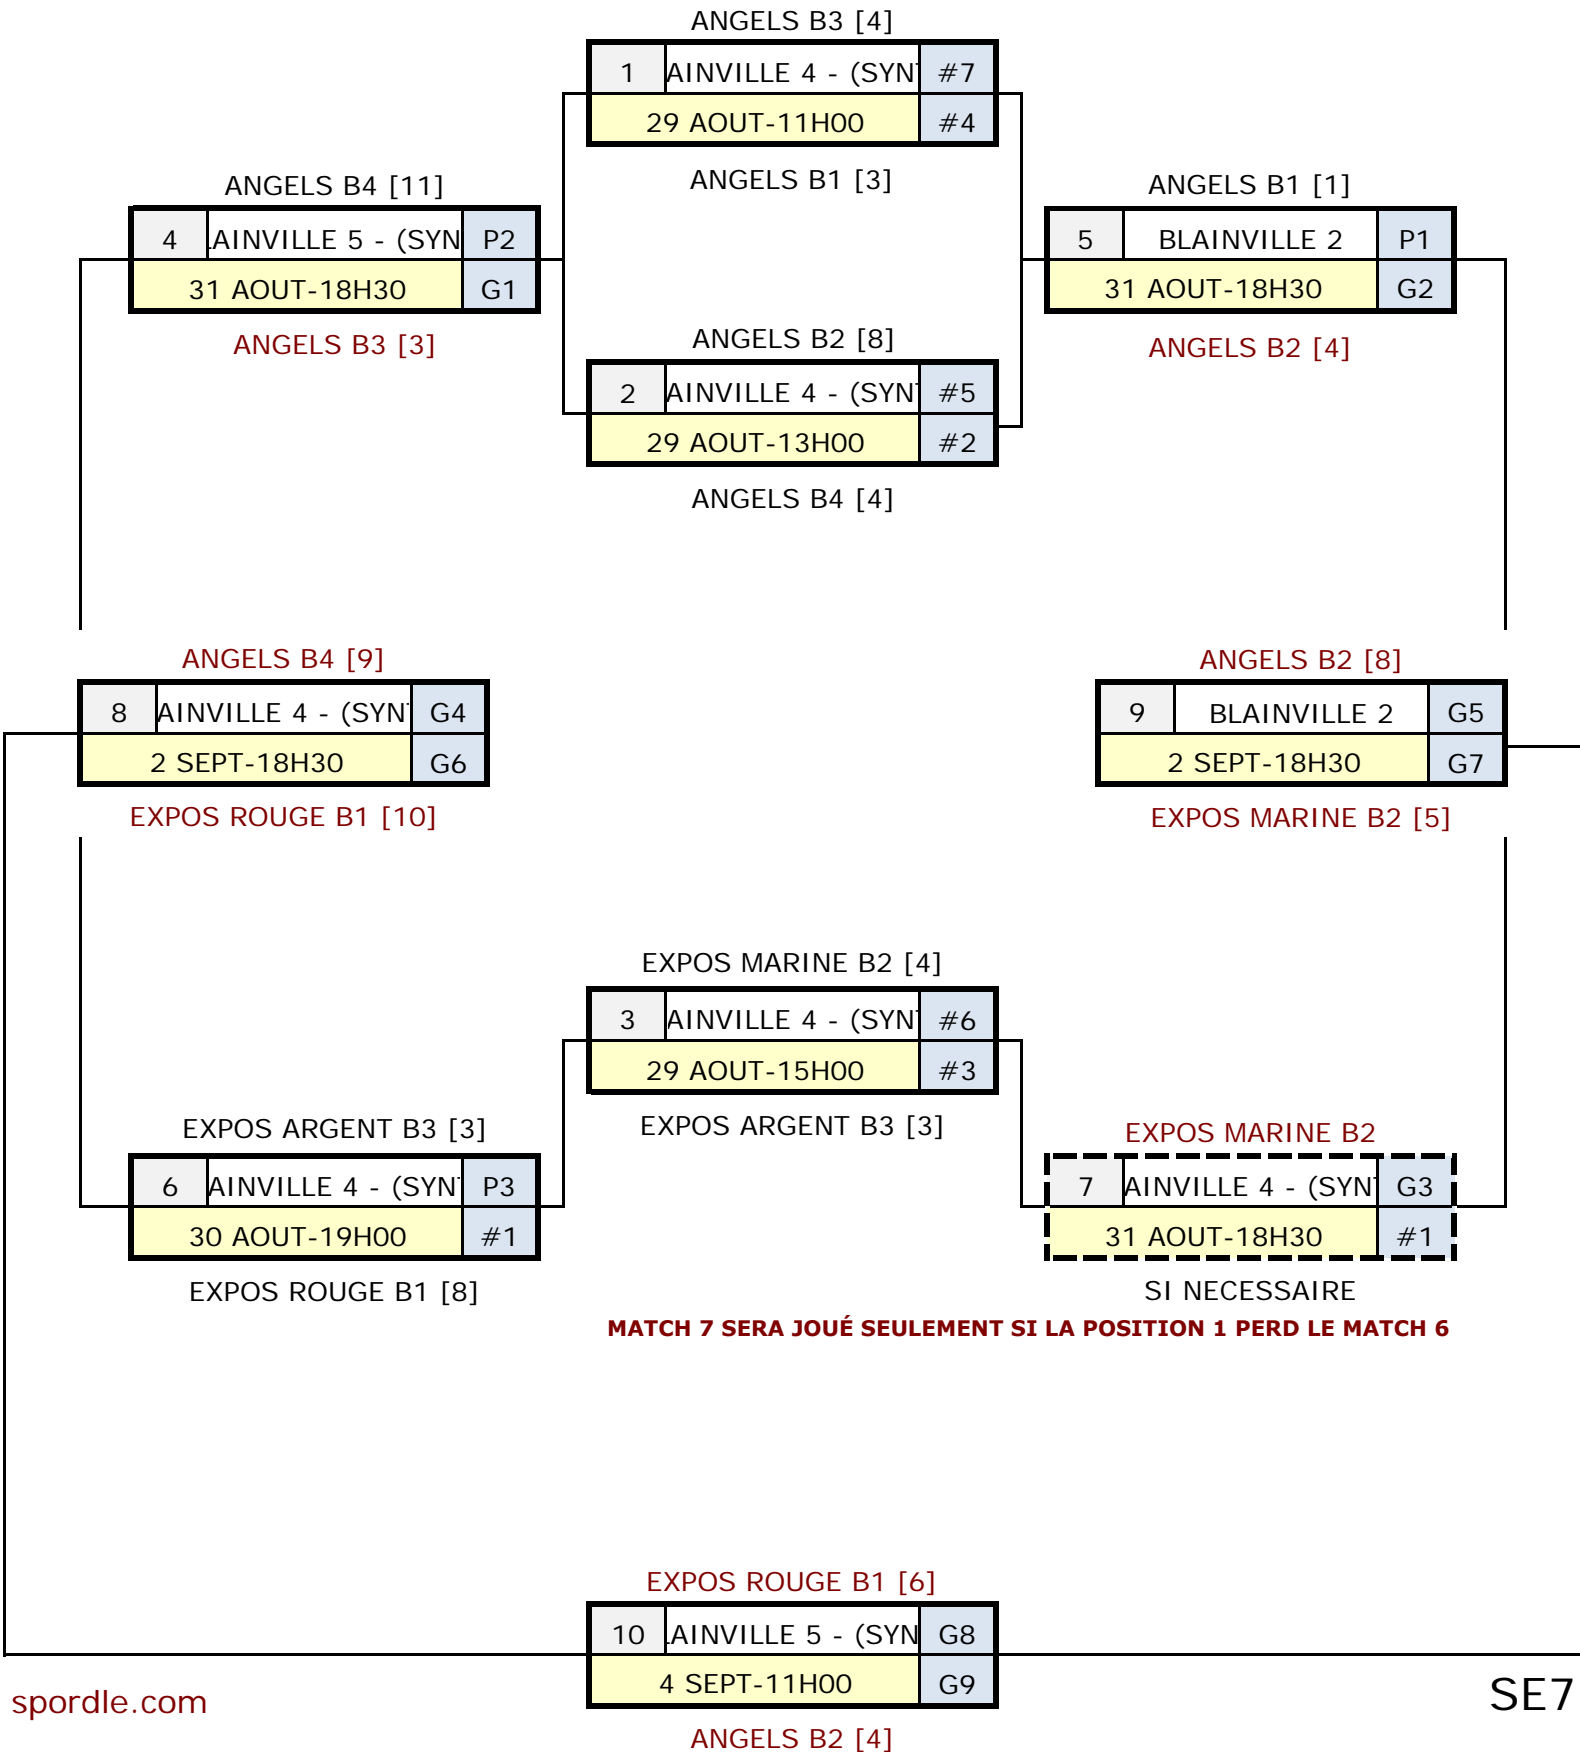 ANGELS B3 [4]
1 AINVILLE 4 - (SYN #7
29 AOUT-11H00 #4
ANGELS B1 [3]
ANGELS B4 [11]
4 AINVILLE 5 - (SYN P2
31 AOUT-18H30 G1
ANGELS B3 [3]
ANGELS B1 [1]
5 BLAINVILLE 2 P1
31 AOUT-18H30 G2
ANGELS B2 [4]
ANGELS B2 [8]
2 AINVILLE 4 - (SYN #5
29 AOUT-13H00 #2
ANGELS B4 [4]
ANGELS B4 [9]
8 AINVILLE 4 - (SYN G4
2 SEPT-18H30 G6
EXPOS ROUGE B1 [10]
ANGELS B2 [8]
9 BLAINVILLE 2 G5
2 SEPT-18H30 G7
EXPOS MARINE B2 [5]
EXPOS MARINE B2 [4]
3 AINVILLE 4 - (SYN #6
29 AOUT-15H00 #3
EXPOS ARGENT B3 [3]
EXPOS ARGENT B3 [3]
6 AINVILLE 4 - (SYN P3
30 AOUT-19H00 #1
EXPOS ROUGE B1 [8]
EXPOS MARINE B2
7 AINVILLE 4 - (SYN G3
31 AOUT-18H30 #1
SI NECESSAIRE
MATCH 7 SERA JOUÉ SEULEMENT SI LA POSITION 1 PERD LE MATCH 6
EXPOS ROUGE B1 [6]
10 AINVILLE 5 - (SYN G8
4 SEPT-11H00 G9
ANGELS B2 [4]
spordle.com
SE7